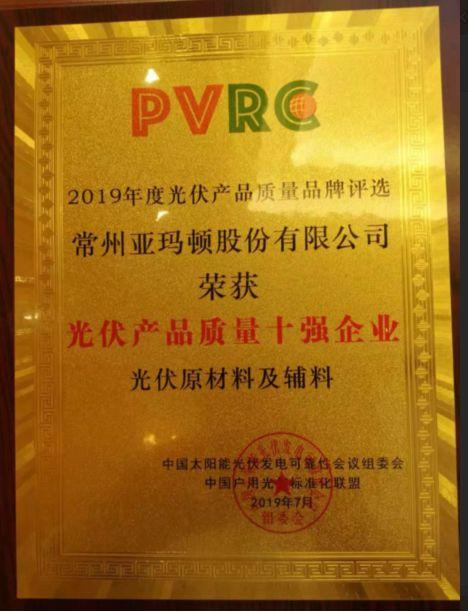 PVRC
2019年度光伏产品质量品牌评选
常州亚玛顿股份有限公司
荣获
光伏产品质量十强企业
光伏原材料及辅料
中国太阳能光伏发电可靠性会议组委会
中国户用光伏标准化联盟
2019年7月
组委会